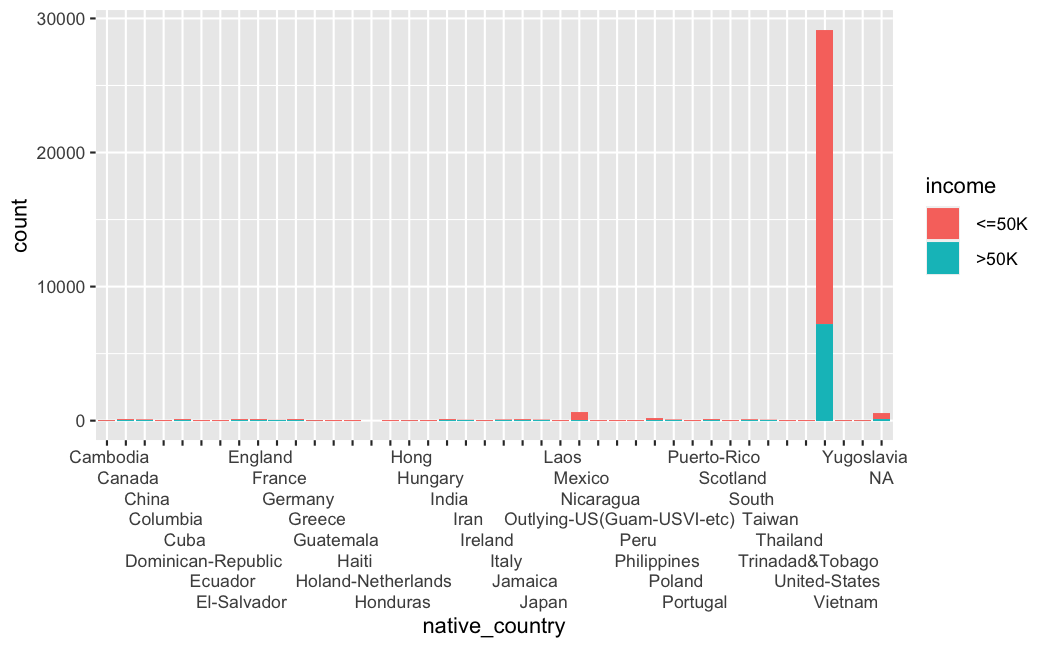 30000
20000
10000
0
count
Cambodia England Hong Laos Puerto-Rico Yugoslavia
Canada France Hungary Mexico Scotland NA
China Germany India Nicaragua South
Columbia Greece Iran Outlying-US(Guam-USVI-etc) Taiwan
Cuba Guatemala Ireland Peru Thailand
Dominican-Republic Haiti Italy Philippines Trinadad&Tobago
Ecuador Holand-Netherlands Jamaica Poland United-States
El-Salvador Honduras Japan Portugal Vietnam
native_country
income
<=50K
>50K